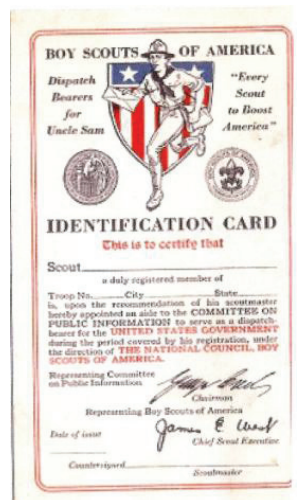 BOY SCOUTS OF AMERICA
Dispatch
Bearers
for
Uncle Sam
"Every
Scout
to Boost
America"
IDENTIFICATION CARD
This is to certify that
Scout
a duly registered member of
Troop No. City State
is, upon the recommendation of his scoutmaster
hereby appointed an aide to the COMMITTEE ON
PUBLIC INFORMATION to serve as a dispatch-
bearer for the UNITED STATES GOVERNMENT
during the period covered by his registration, under
the direction of THE NATIONAL COUNCIL, BOY
SCOUTS OF AMERICA.
Representing Committee
on Public Information
Chairman
Representing Boy Scouts of America
James E. West
Date of issue
Chief Scout Executive
Countersigned
Scoutmaster